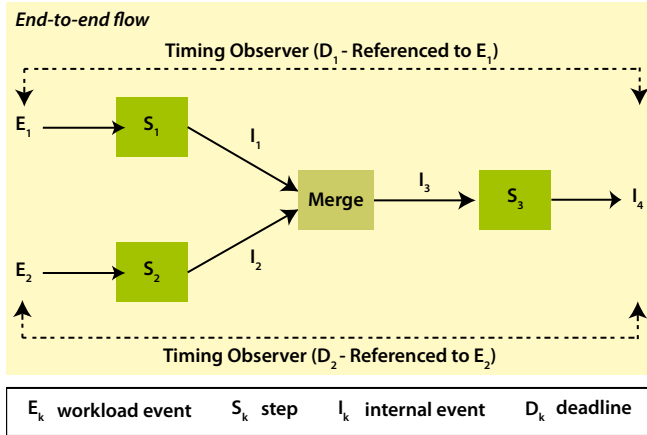 End-to-end flow
Timing Observer (D₁ - Referenced to E₁)
E₁
S₁
I₁
Merge
I₃
S₃
I₄
E₂
S₂
I₂
Timing Observer (D₂ - Referenced to E₂)
Eₖ workload event Sₖ step Iₖ internal event Dₖ deadline